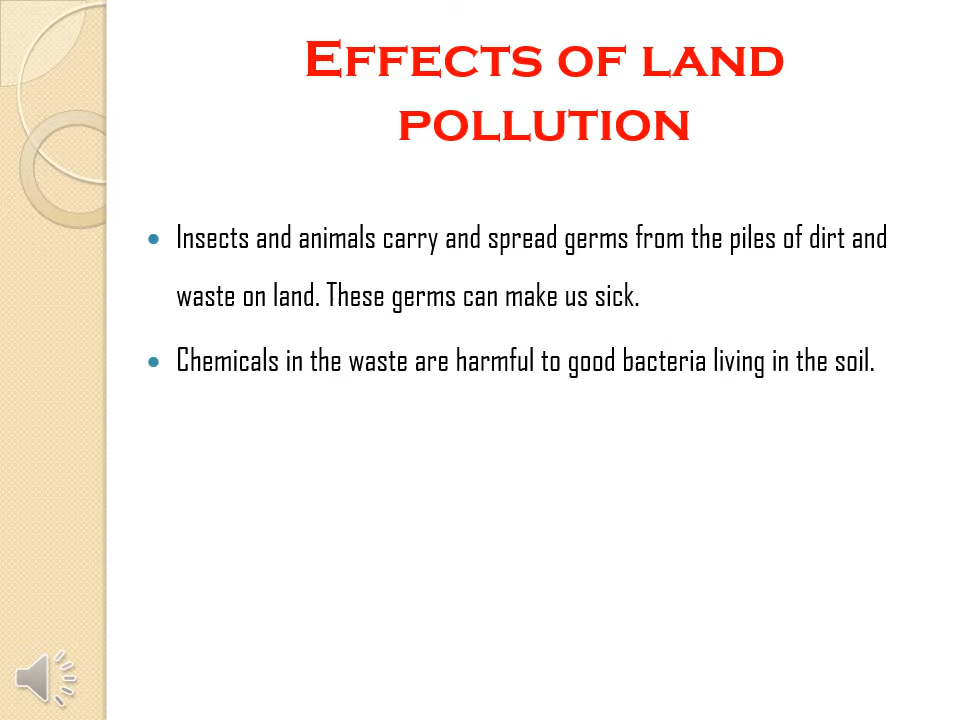 Effects of land
pollution
• Insects and animals carry and spread germs from the piles of dirt and
waste on land. These germs can make us sick.
• Chemicals in the waste are harmful to good bacteria living in the soil.